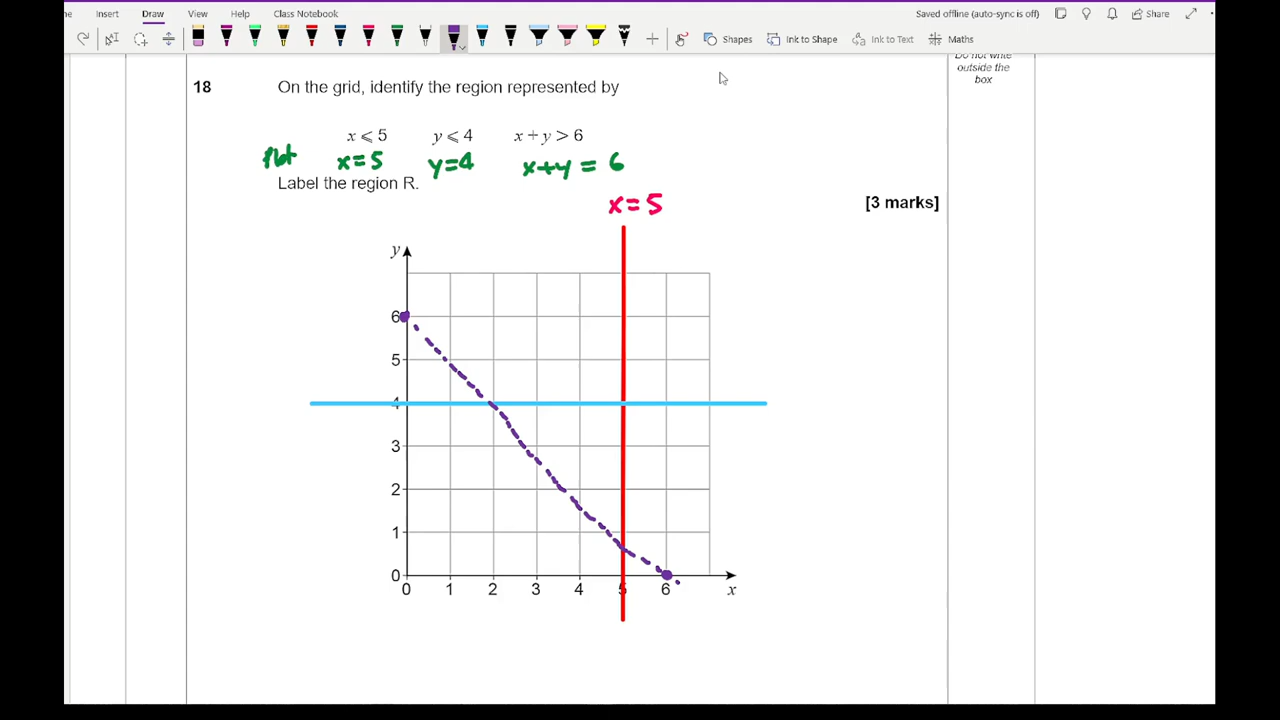 Insert Draw View Help Class Notebook Saved offline (auto-sync is off) Share
Shapes Ink to Shape Ink to Text Maths
Do not write
outside the
box
18 On the grid, identify the region represented by
x ⩽ 5 y ⩽ 4 x + y > 6
Plot x=5 y=4 x+y = 6
Label the region R.
[3 marks]
x=5
y
6
5
4
3
2
1
0
0 1 2 3 4 5 6 x